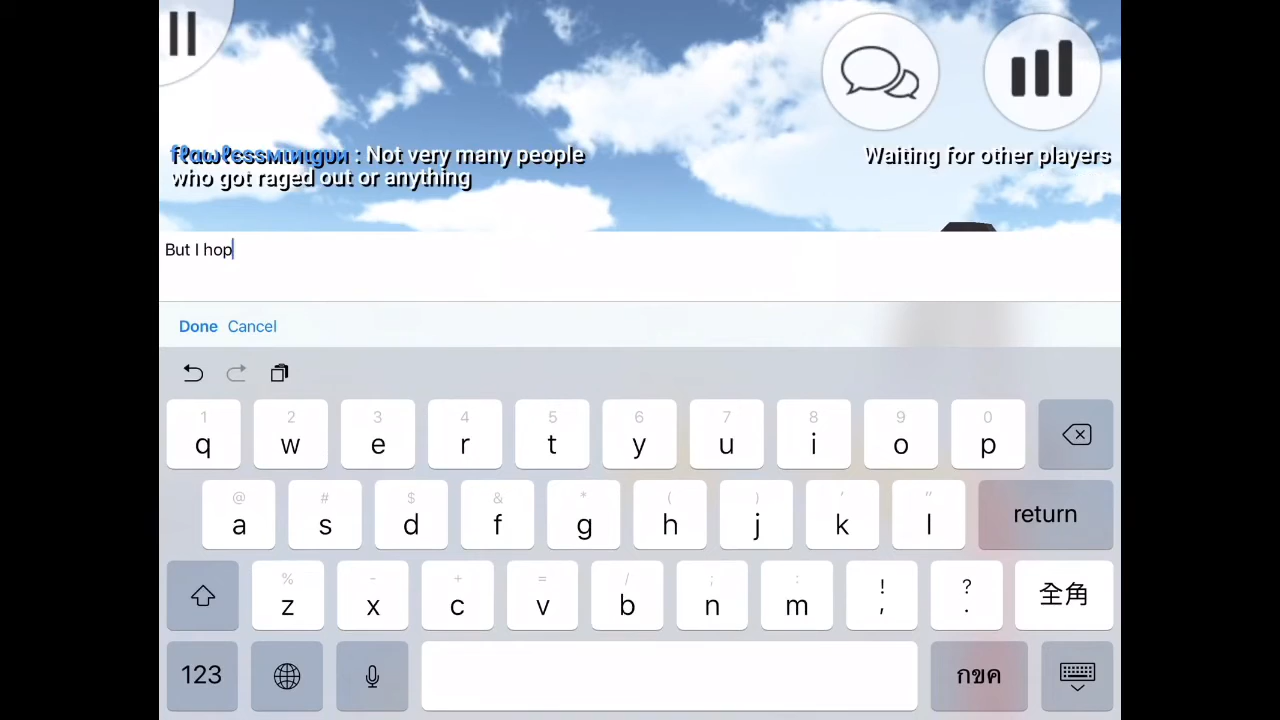 fℓαωℓєѕѕмιηιgυη : Not very many people
who got raged out or anything
Waiting for other players
But I hop
Done Cancel
1 2 3 4 5 6 7 8 9 0
q w e r t y u i o p
@ # $ & * ( ) ' "
a s d f g h j k l return
% - + = / ; : ! ?
z x c v b n m , . 全角
123 กขค